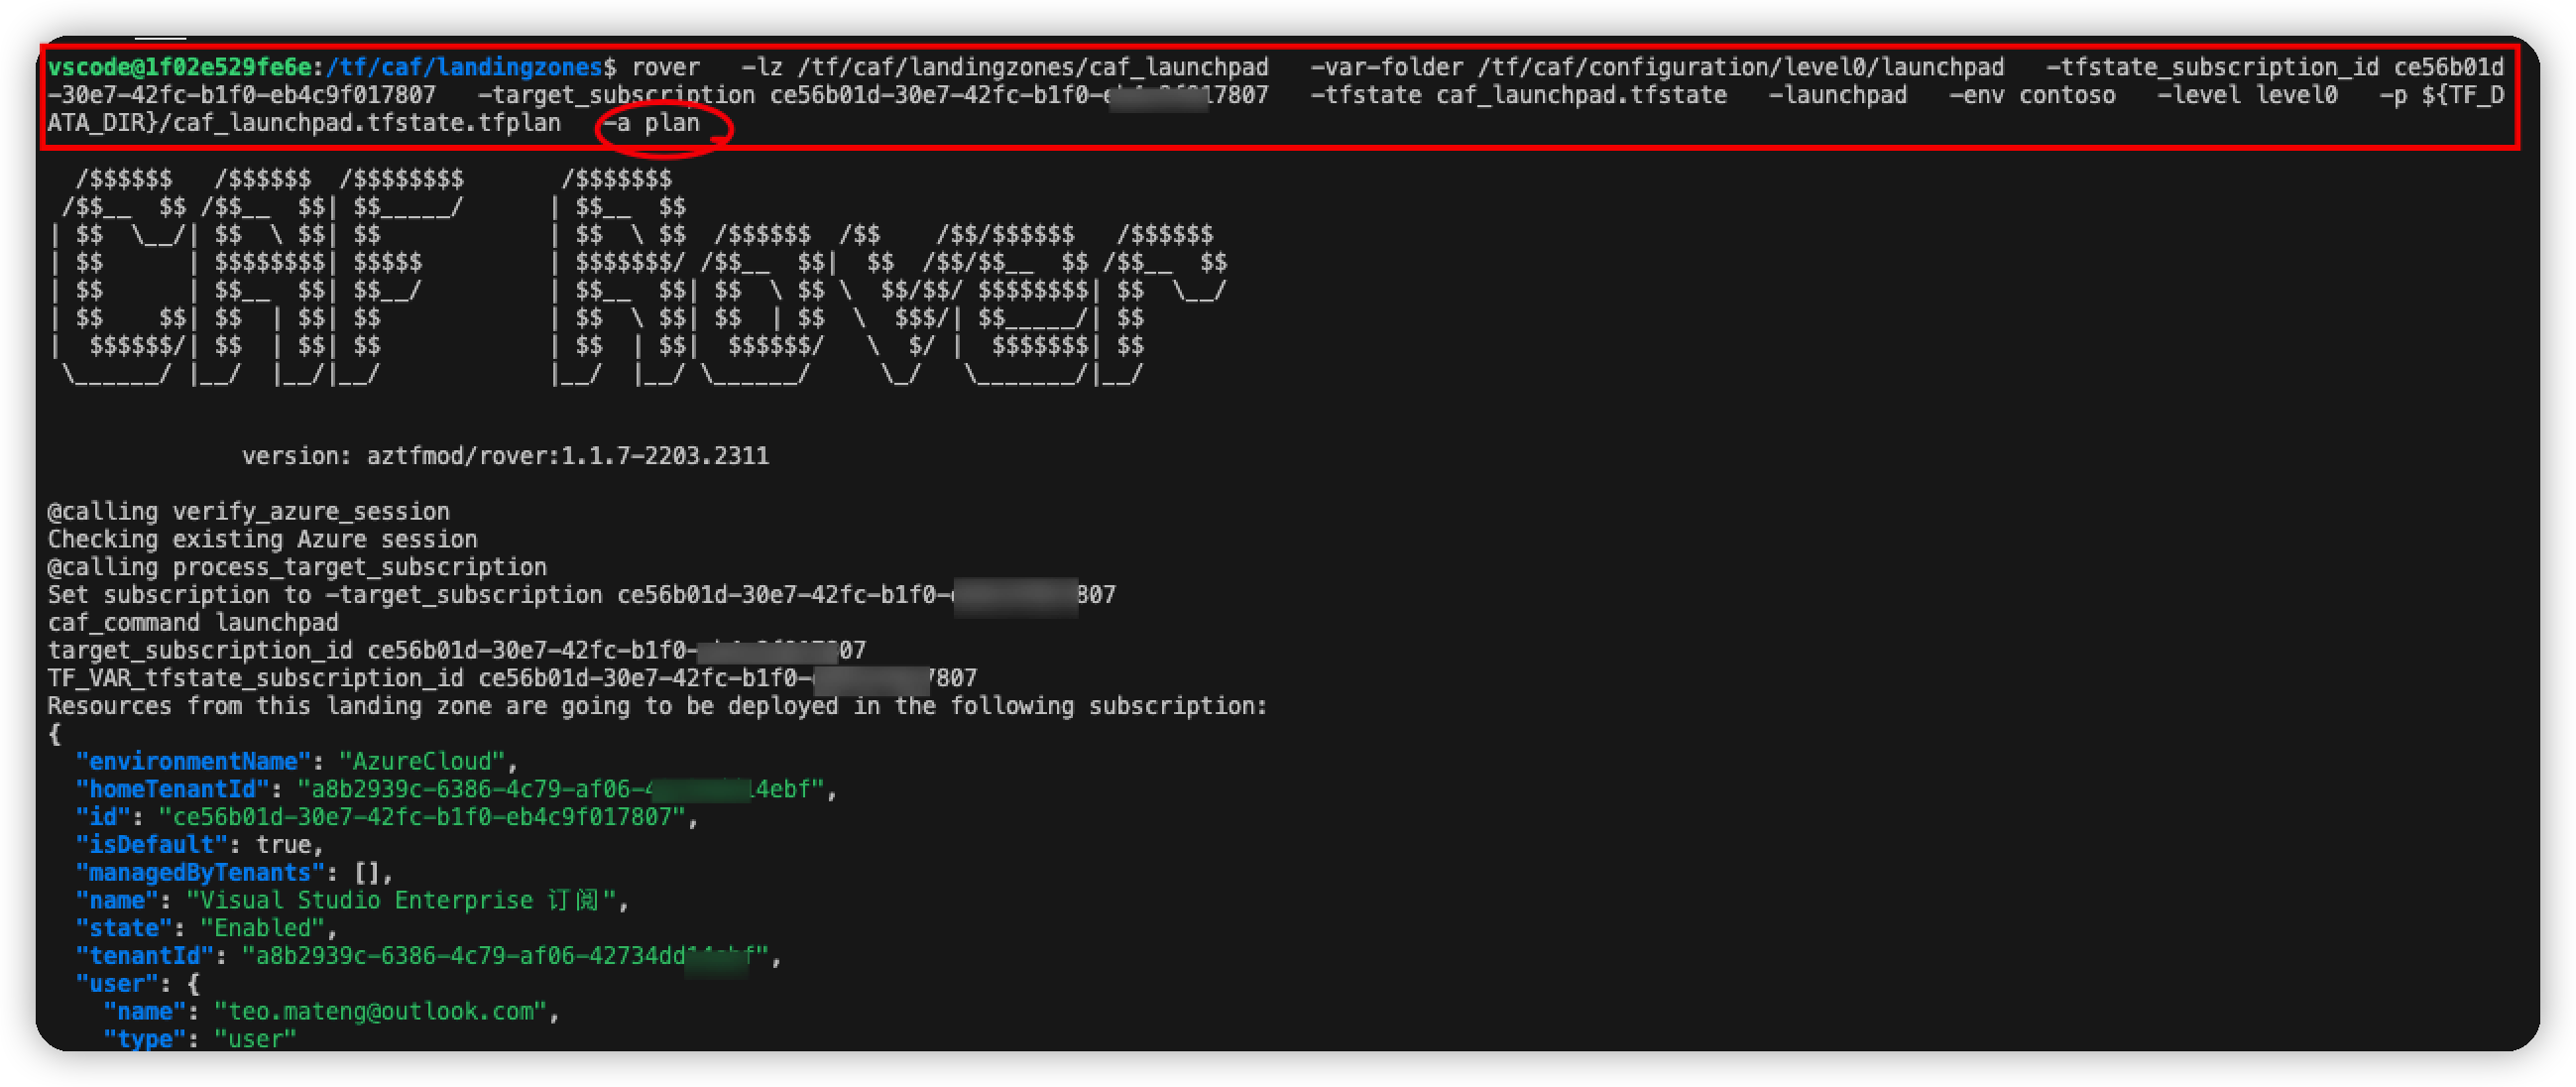 vscode@1f02e529fe6e:/tf/caf/landingzones$ rover   -lz /tf/caf/landingzones/caf_launchpad   -var-folder /tf/caf/configuration/level0/launchpad   -tfstate_subscription_id ce56b01d
-30e7-42fc-b1f0-eb4c9f017807   -target_subscription ce56b01d-30e7-42fc-b1f0- 17807   -tfstate caf_launchpad.tfstate   -launchpad   -env contoso   -level level0   -p ${TF_D
ATA_DIR}/caf_launchpad.tfstate.tfplan   -a plan
CAF Rover
version: aztfmod/rover:1.1.7-2203.2311
@calling verify_azure_session
Checking existing Azure session
@calling process_target_subscription
Set subscription to -target_subscription ce56b01d-30e7-42fc-b1f0- 807
caf_command launchpad
target_subscription_id ce56b01d-30e7-42fc-b1f0- 07
TF_VAR_tfstate_subscription_id ce56b01d-30e7-42fc-b1f0- 7807
Resources from this landing zone are going to be deployed in the following subscription:
{
  "environmentName": "AzureCloud",
  "homeTenantId": "a8b2939c-6386-4c79-af06-4 4ebf",
  "id": "ce56b01d-30e7-42fc-b1f0-eb4c9f017807",
  "isDefault": true,
  "managedByTenants": [],
  "name": "Visual Studio Enterprise 订阅",
  "state": "Enabled",
  "tenantId": "a8b2939c-6386-4c79-af06-42734dd f",
  "user": {
    "name": "teo.mateng@outlook.com",
    "type": "user"